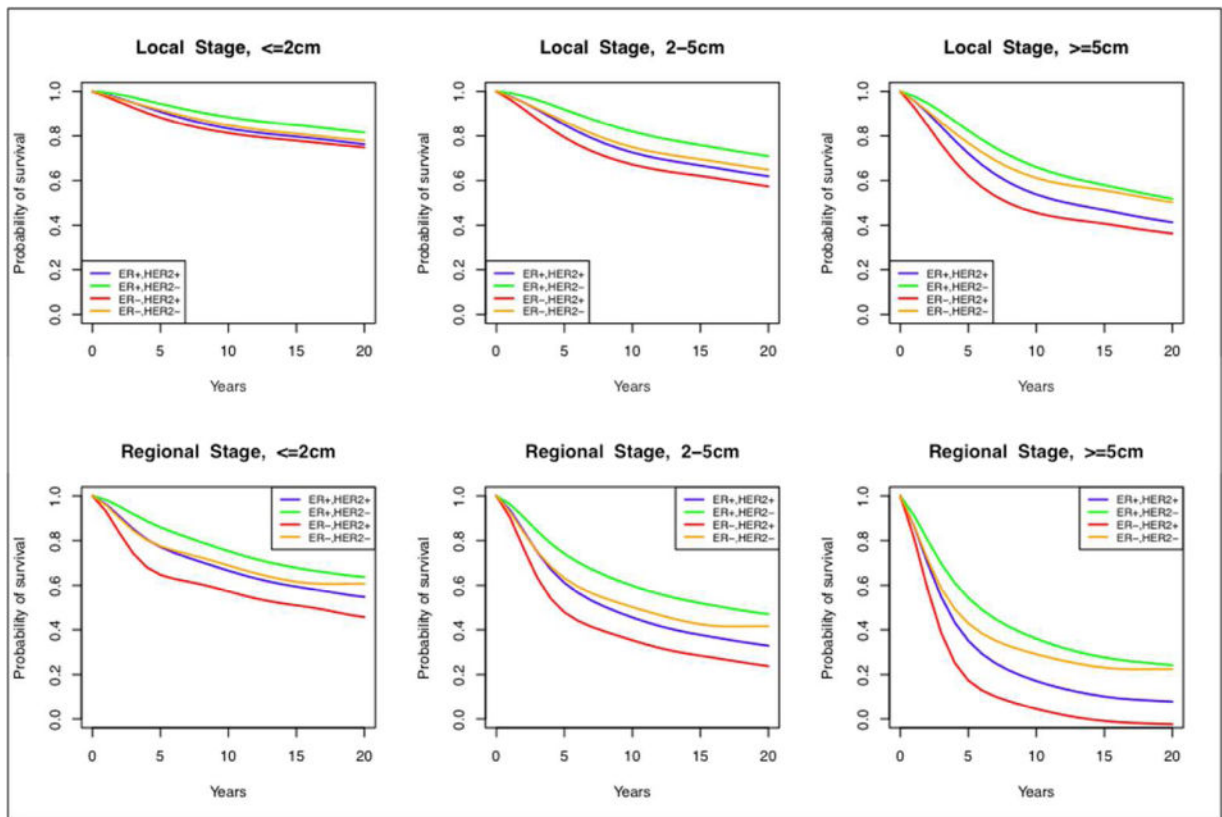 Local Stage, <=2cm
Probability of survival
0.0 0.2 0.4 0.6 0.8 1.0
ER+,HER2+
ER+,HER2−
ER−,HER2+
ER−,HER2−
0 5 10 15 20
Years
Local Stage, 2−5cm
Probability of survival
0.0 0.2 0.4 0.6 0.8 1.0
ER+,HER2+
ER+,HER2−
ER−,HER2+
ER−,HER2−
0 5 10 15 20
Years
Local Stage, >=5cm
Probability of survival
0.0 0.2 0.4 0.6 0.8 1.0
ER+,HER2+
ER+,HER2−
ER−,HER2+
ER−,HER2−
0 5 10 15 20
Years
Regional Stage, <=2cm
Probability of survival
0.0 0.2 0.4 0.6 0.8 1.0
ER+,HER2+
ER+,HER2−
ER−,HER2+
ER−,HER2−
0 5 10 15 20
Years
Regional Stage, 2−5cm
Probability of survival
0.0 0.2 0.4 0.6 0.8 1.0
ER+,HER2+
ER+,HER2−
ER−,HER2+
ER−,HER2−
0 5 10 15 20
Years
Regional Stage, >=5cm
Probability of survival
0.0 0.2 0.4 0.6 0.8 1.0
ER+,HER2+
ER+,HER2−
ER−,HER2+
ER−,HER2−
0 5 10 15 20
Years